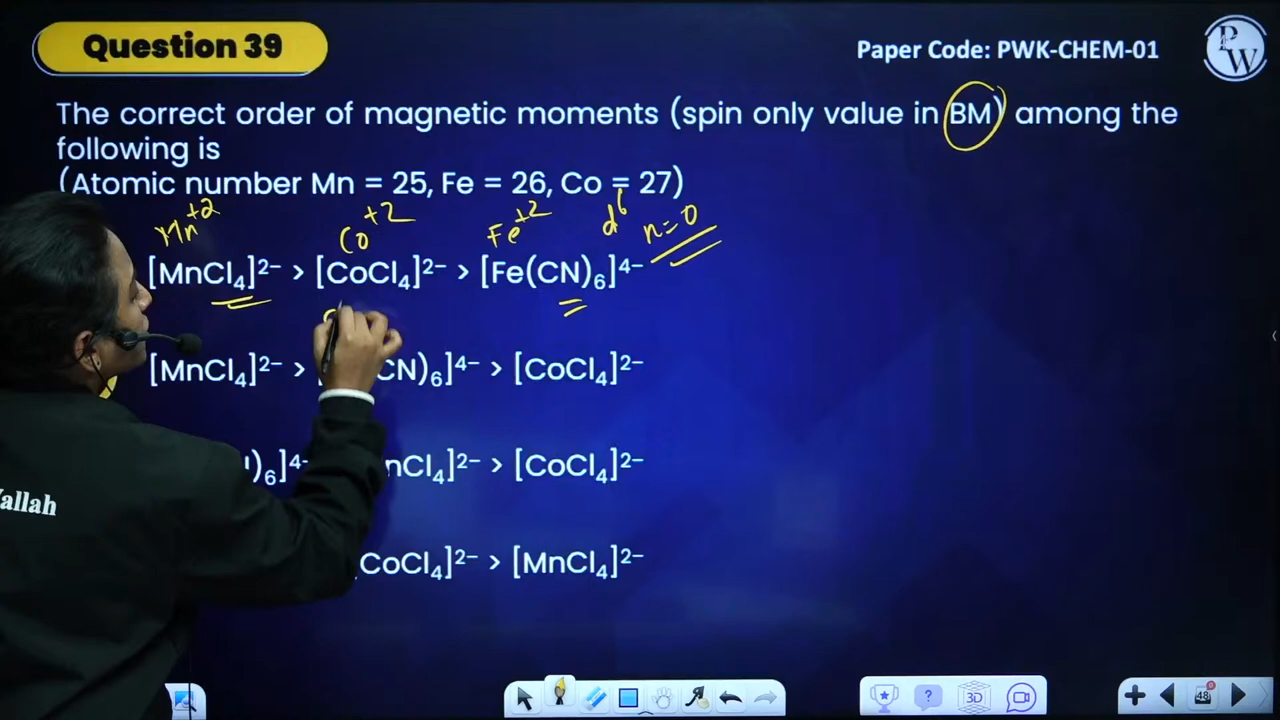 Question 39
Paper Code: PWK-CHEM-01
PW
The correct order of magnetic moments (spin only value in BM) among the
following is
(Atomic number Mn = 25, Fe = 26, Co = 27)
Mn+2 Co+2 Fe+2 d6 n=0
[MnCl₄]²⁻ > [CoCl₄]²⁻ > [Fe(CN)₆]⁴⁻
[MnCl₄]²⁻ > [ CN)₆]⁴⁻ > [CoCl₄]²⁻
)₆]⁴⁻ nCl₄]²⁻ > [CoCl₄]²⁻
CoCl₄]²⁻ > [MnCl₄]²⁻
allah
?
3D
48